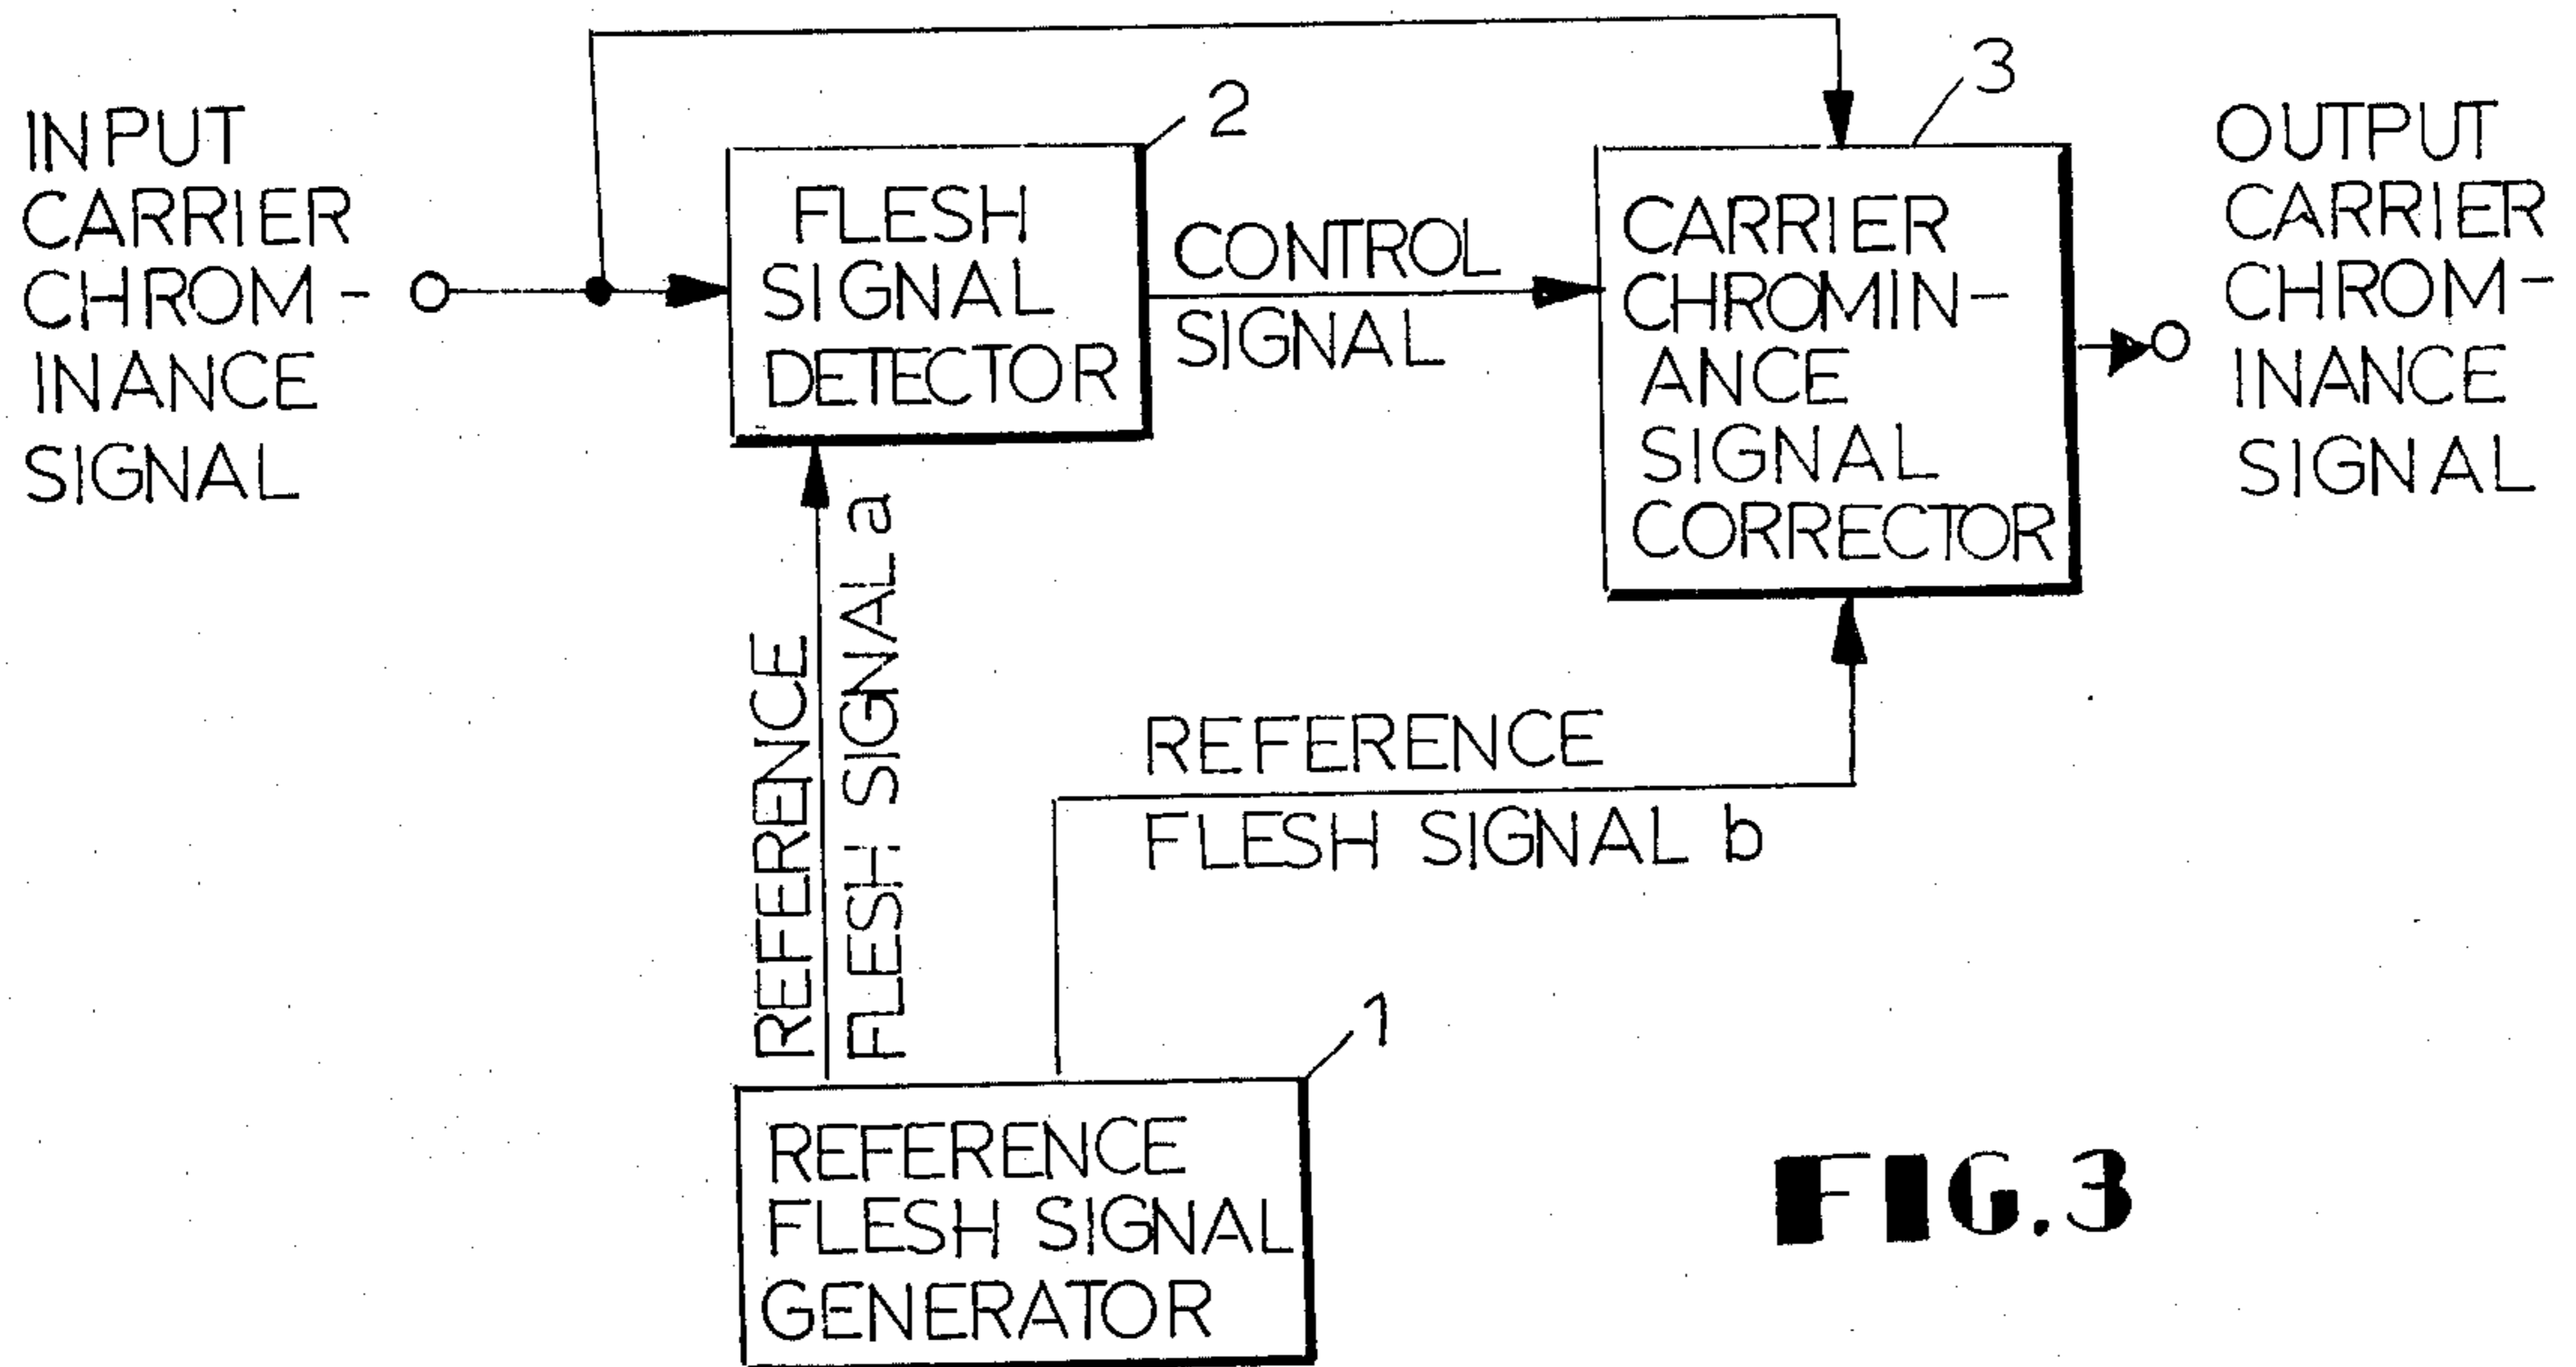 INPUT
CARRIER
CHROM-
INANCE
SIGNAL
2
FLESH
SIGNAL
DETECTOR
CONTROL
SIGNAL
3
CARRIER
CHROMIN-
ANCE
SIGNAL
CORRECTOR
OUTPUT
CARRIER
CHROM-
INANCE
SIGNAL
REFERENCE
FLESH SIGNAL a
REFERENCE
FLESH SIGNAL b
1
REFERENCE
FLESH SIGNAL
GENERATOR
FIG.3